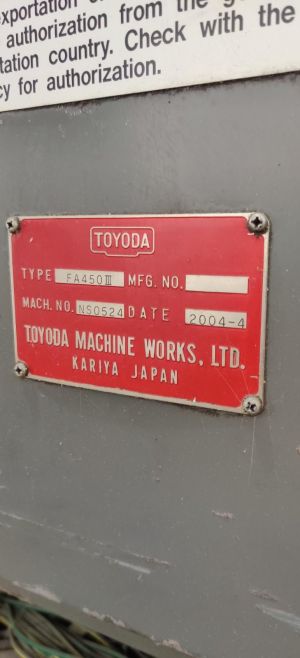 exportation
authorization from the
tation country. Check with the
cy for authorization.
TOYODA
TYPE FA450Ⅲ MFG. NO.
MACH. NO. NS0524 DATE 2004-4
TOYODA MACHINE WORKS, LTD.
KARIYA JAPAN